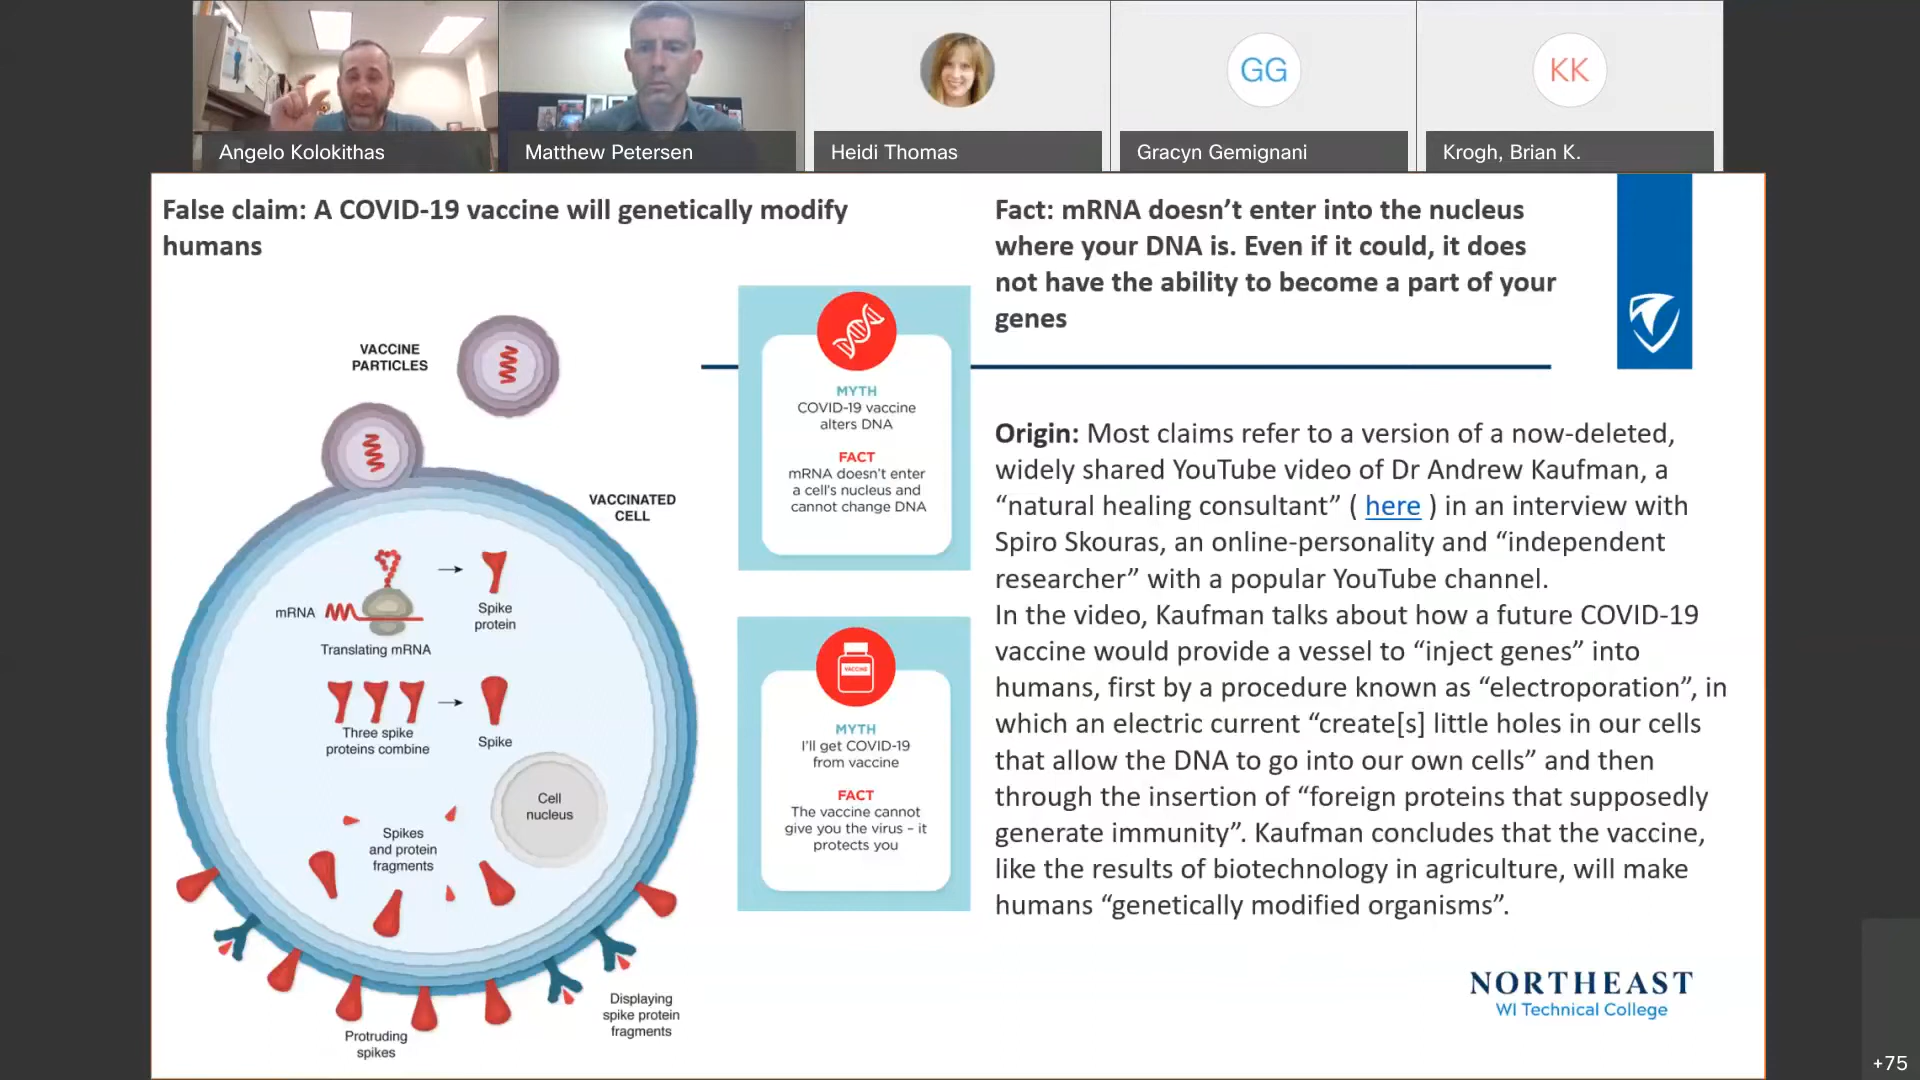 Angelo Kolokithas
Matthew Petersen
Heidi Thomas
GG
Gracyn Gemignani
KK
Krogh, Brian K.
False claim: A COVID-19 vaccine will genetically modify
humans
VACCINE
PARTICLES
VACCINATED
CELL
mRNA
Translating mRNA
Spike
protein
Three spike
proteins combine
Spike
Cell
nucleus
Spikes
and protein
fragments
Displaying
spike protein
fragments
Protruding
spikes
MYTH
COVID-19 vaccine
alters DNA
FACT
mRNA doesn't enter
a cell's nucleus and
cannot change DNA
VACCINE
MYTH
I'll get COVID-19
from vaccine
FACT
The vaccine cannot
give you the virus – it
protects you
Fact: mRNA doesn’t enter into the nucleus
where your DNA is. Even if it could, it does
not have the ability to become a part of your
genes
Origin: Most claims refer to a version of a now-deleted,
widely shared YouTube video of Dr Andrew Kaufman, a
“natural healing consultant” ( here ) in an interview with
Spiro Skouras, an online-personality and “independent
researcher” with a popular YouTube channel.
In the video, Kaufman talks about how a future COVID-19
vaccine would provide a vessel to “inject genes” into
humans, first by a procedure known as “electroporation”, in
which an electric current “create[s] little holes in our cells
that allow the DNA to go into our own cells” and then
through the insertion of “foreign proteins that supposedly
generate immunity”. Kaufman concludes that the vaccine,
like the results of biotechnology in agriculture, will make
humans “genetically modified organisms”.
NORTHEAST
WI Technical College
+75